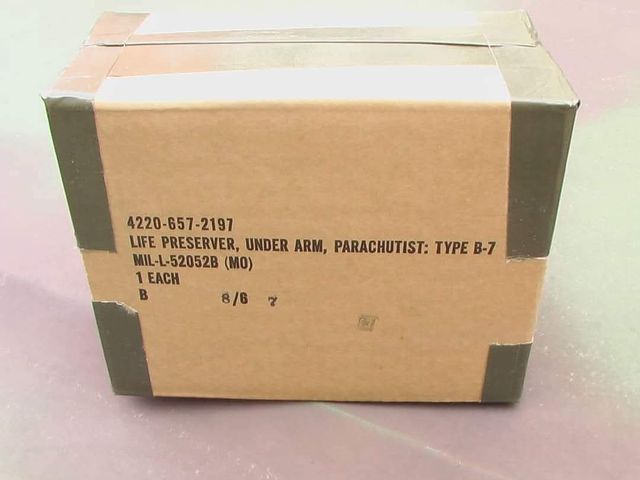 4220-657-2197
LIFE PRESERVER, UNDER ARM, PARACHUTIST: TYPE B-7
MIL-L-52052B (MO)
1 EACH
B 8/6 7